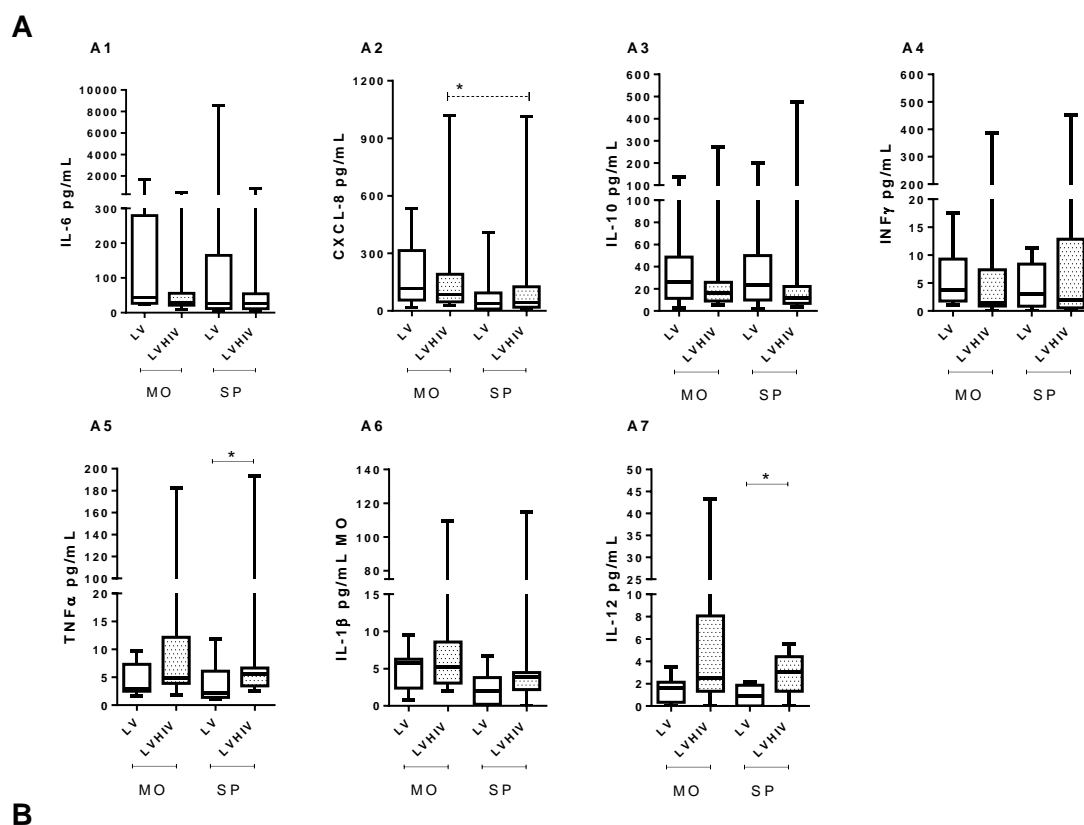 A
A1
A2
A3
A4
IL-6 pg/mL
10000
8000
6000
4000
2000
300
200
100
50
0
LV
LVHIV
LV
LVHIV
MO
SP
CXCL-8 pg/mL
1200
900
600
300
0
*
LV
LVHIV
LV
LVHIV
MO
SP
IL-10 pg/mL
600
500
400
300
200
100
100
80
60
40
20
0
LV
LVHIV
LV
LVHIV
MO
SP
INFγ pg/mL
600
500
400
300
200
20
15
10
5
0
LV
LVHIV
LV
LVHIV
MO
SP
A5
A6
A7
TNFα pg/mL
200
180
160
140
120
100
20
15
10
5
0
*
LV
LVHIV
LV
LVHIV
MO
SP
IL-1β pg/mL MO
140
120
100
80
20
15
10
5
0
LV
LVHIV
LV
LVHIV
MO
SP
IL-12 pg/mL
50
45
40
35
30
25
10
8
6
4
2
0
*
LV
LVHIV
LV
LVHIV
MO
SP
B